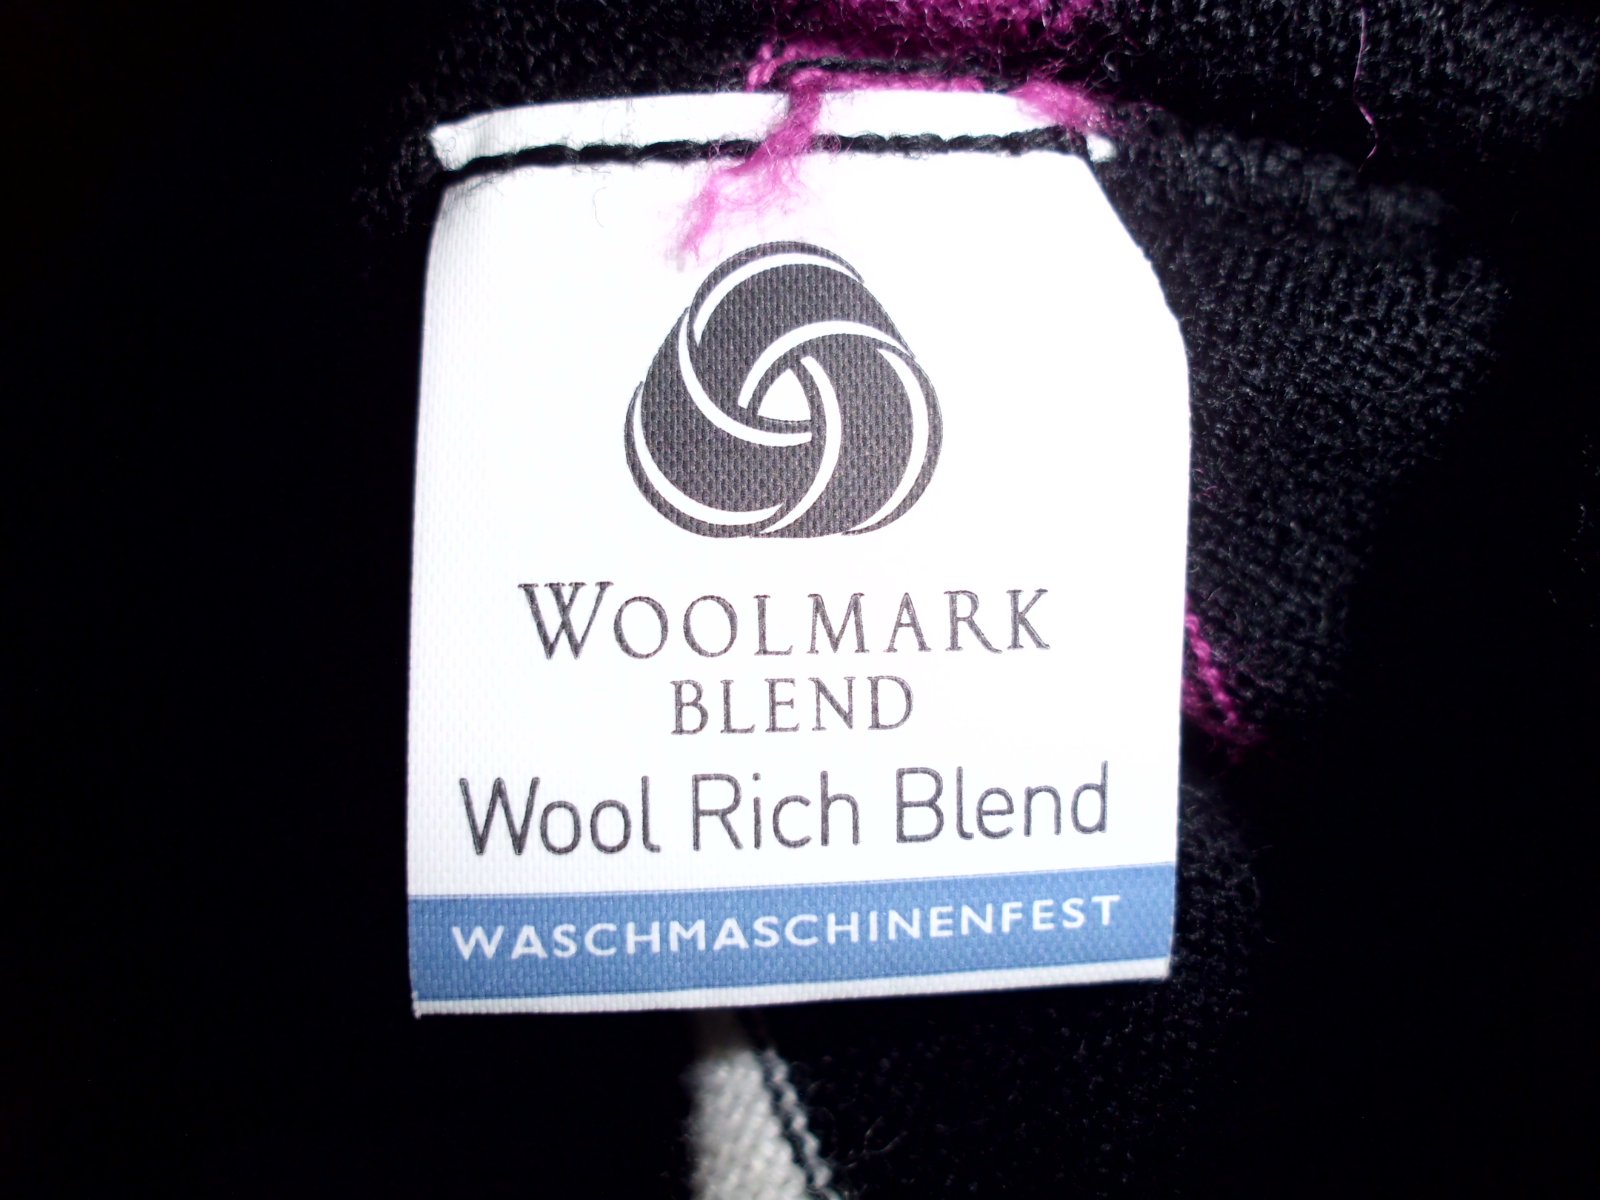 WOOLMARK
BLEND
Wool Rich Blend
WASCHMASCHINENFEST